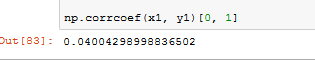 np.corrcoef(x1, y1)[0, 1]
Out[83]: 0.04004298998836502